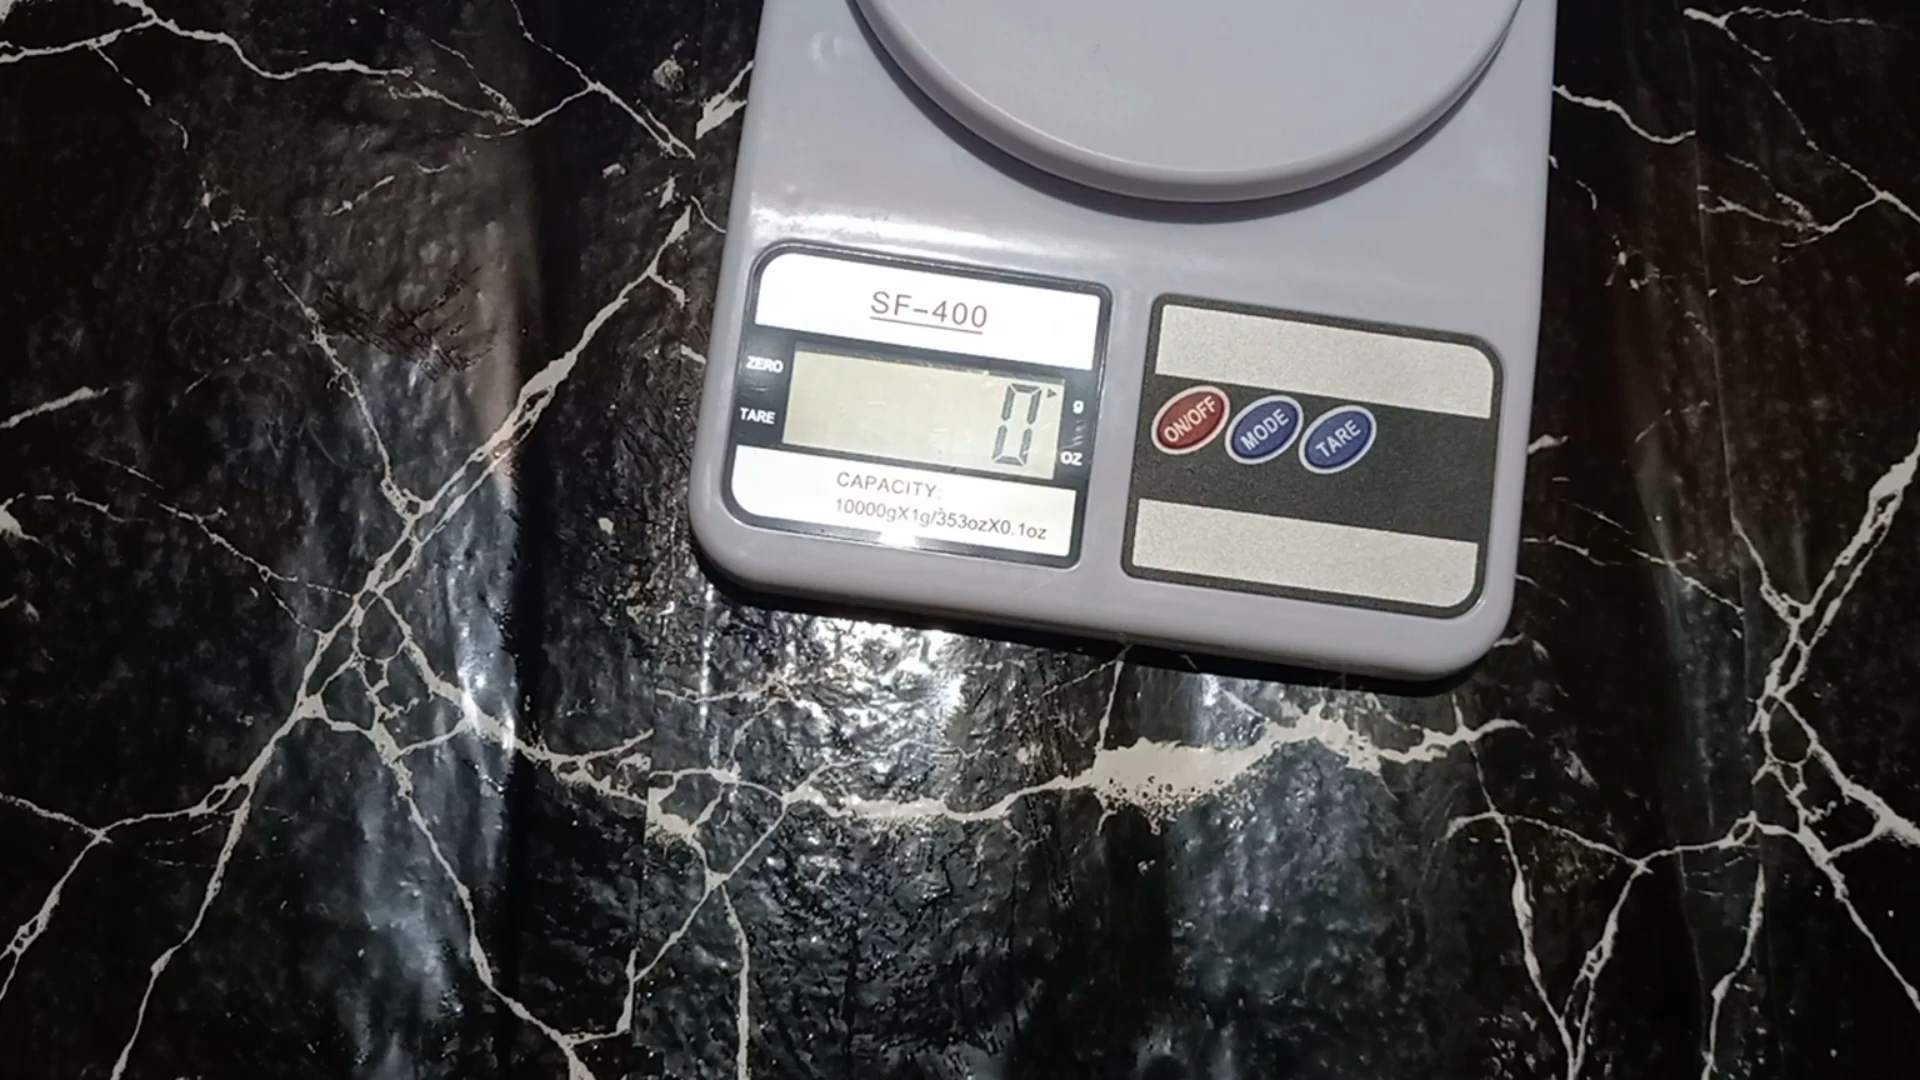 SF-400
ZERO
TARE
0
g
OZ
CAPACITY:
10000gX1g/353ozX0.1oz
ON/OFF
MODE
TARE